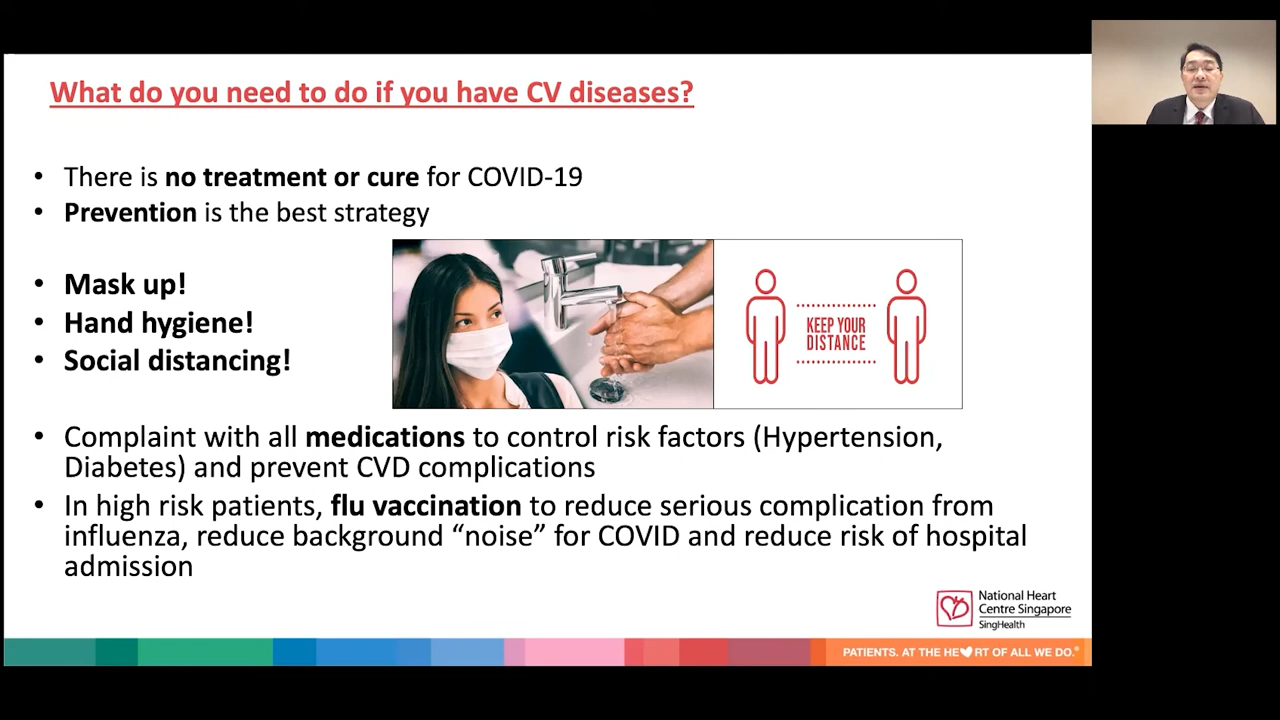 What do you need to do if you have CV diseases?
• There is no treatment or cure for COVID-19
• Prevention is the best strategy
• Mask up!
• Hand hygiene!
• Social distancing!
KEEP YOUR
DISTANCE
• Complaint with all medications to control risk factors (Hypertension,
Diabetes) and prevent CVD complications
• In high risk patients, flu vaccination to reduce serious complication from
influenza, reduce background “noise” for COVID and reduce risk of hospital
admission
National Heart
Centre Singapore
SingHealth
PATIENTS. AT THE HE♥RT OF ALL WE DO.®